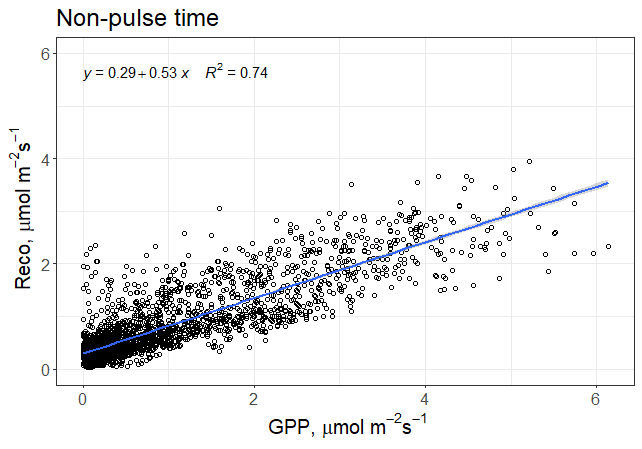 Non-pulse time
y = 0.29 + 0.53 x R² = 0.74
Reco, μmol m⁻²s⁻¹
6
4
2
0
0 2 4 6
GPP, μmol m⁻²s⁻¹